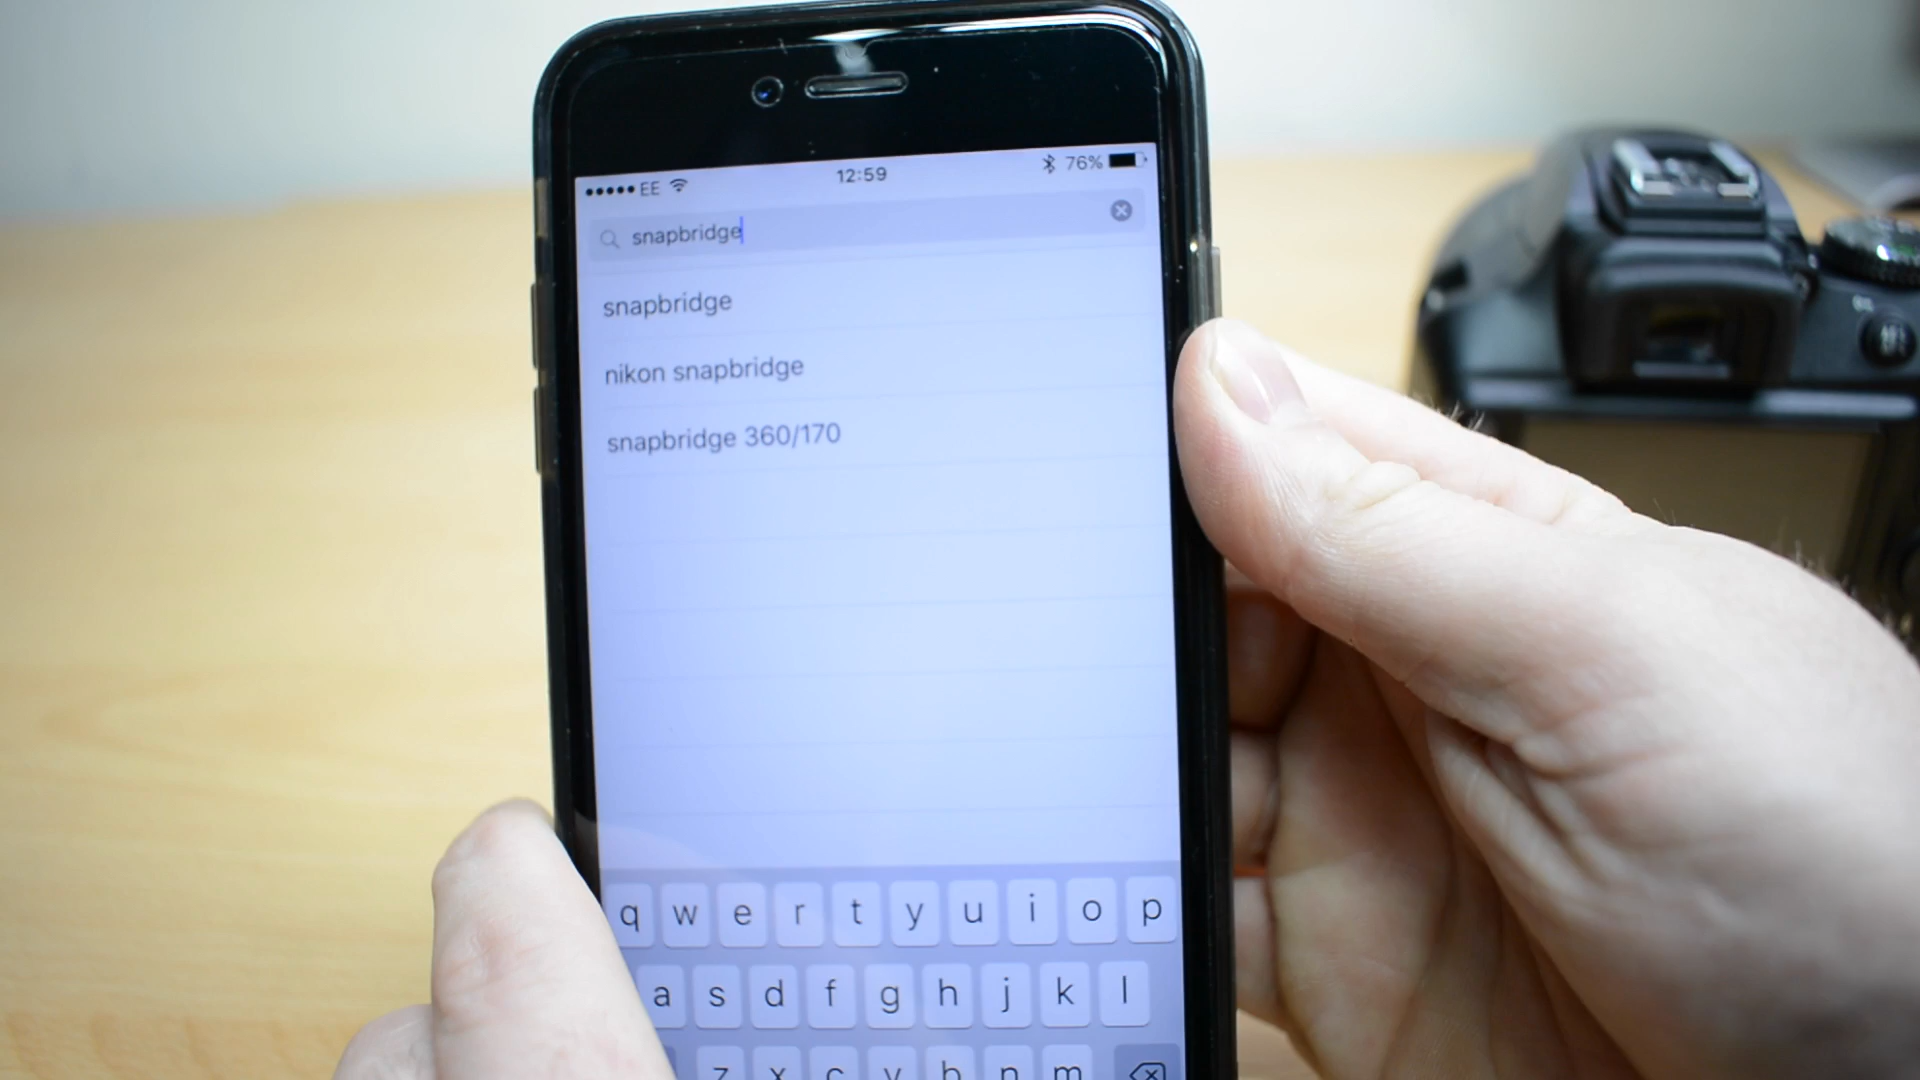 ●●●●● EE 12:59 76%
snapbridge
snapbridge
nikon snapbridge
snapbridge 360/170
q w e r t y u i o p
a s d f g h j k l
z x c v b n m